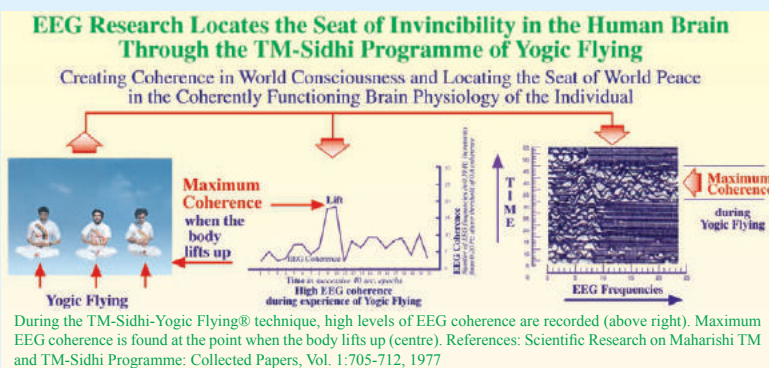 EEG Research Locates the Seat of Invincibility in the Human Brain
Through the TM-Sidhi Programme of Yogic Flying
Creating Coherence in World Consciousness and Locating the Seat of World Peace
in the Coherently Functioning Brain Physiology of the Individual
Maximum
Coherence
when the
body
lifts up
Yogic Flying
Lift
EEG Coherence
Time in successive 40 sec. epochs
High EEG coherence
during experience of Yogic Flying
EEG Coherence
TIME
EEG Frequencies
Maximum
Coherence
during
Yogic Flying
During the TM-Sidhi-Yogic Flying® technique, high levels of EEG coherence are recorded (above right). Maximum
EEG coherence is found at the point when the body lifts up (centre). References: Scientific Research on Maharishi TM
and TM-Sidhi Programme: Collected Papers, Vol. 1:705-712, 1977